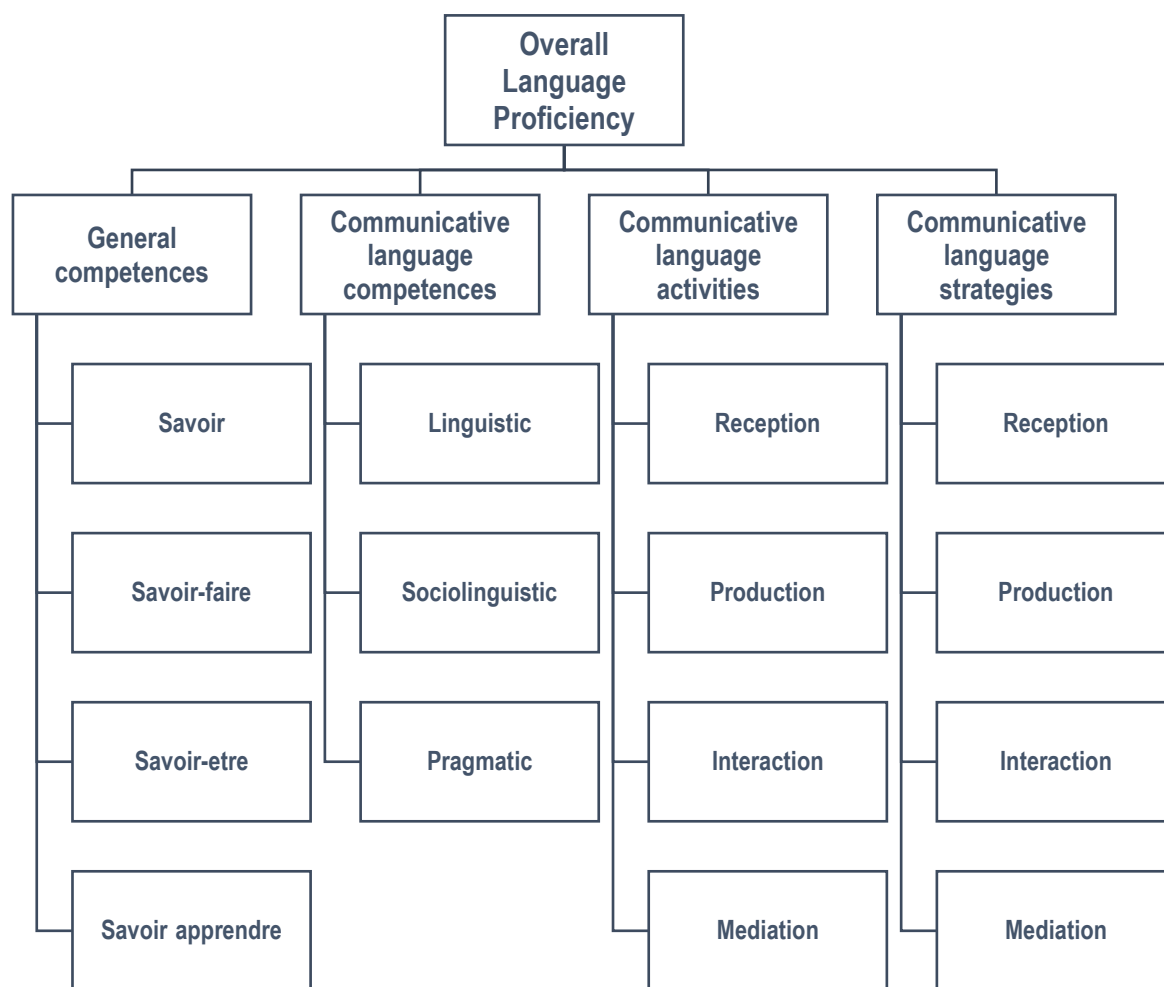 Overall
Language
Proficiency
General
competences
Communicative
language
competences
Communicative
language
activities
Communicative
language
strategies
Savoir
Linguistic
Reception
Reception
Savoir-faire
Sociolinguistic
Production
Production
Savoir-etre
Pragmatic
Interaction
Interaction
Savoir apprendre
Mediation
Mediation